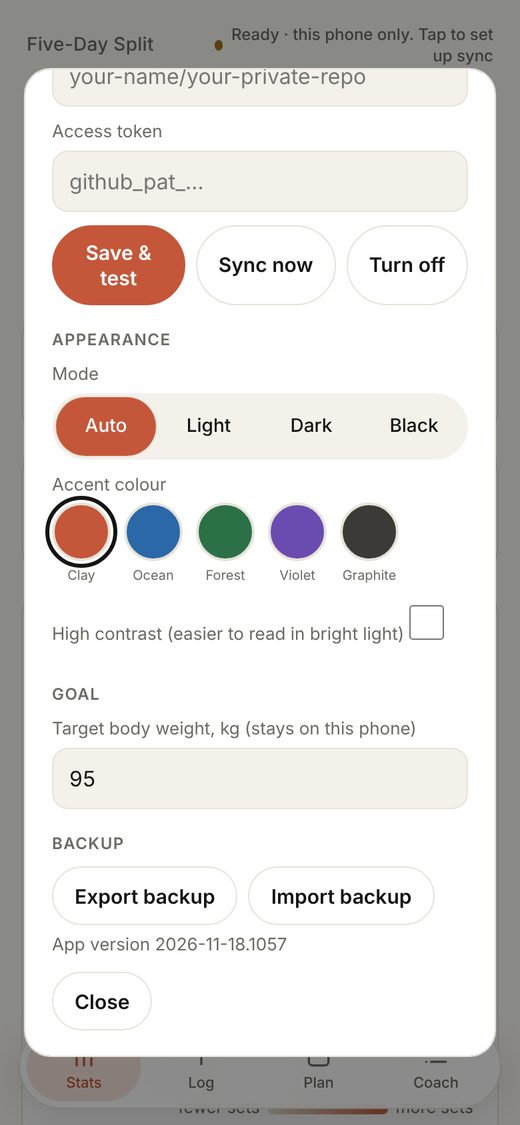 Five-Day Split
Ready · this phone only. Tap to set
up sync
your-name/your-private-repo
Access token
github_pat_...
Save &
test
Sync now
Turn off
APPEARANCE
Mode
Auto
Light
Dark
Black
Accent colour
Clay
Ocean
Forest
Violet
Graphite
High contrast (easier to read in bright light)
GOAL
Target body weight, kg (stays on this phone)
95
BACKUP
Export backup
Import backup
App version 2026-11-18.1057
Close
Stats
Log
Plan
Coach
fewer sets
more sets